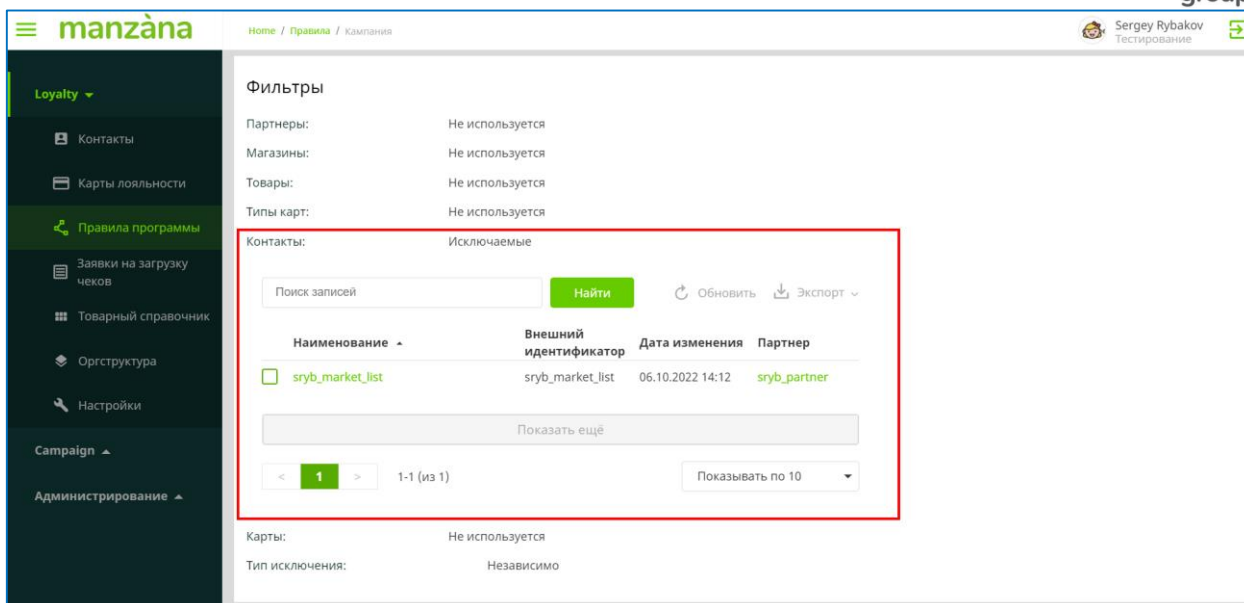 group
manzàna
Home / Правила / Кампания
Sergey Rybakov
Тестирование
Loyalty
Контакты
Карты лояльности
Правила программы
Заявки на загрузку
чеков
Товарный справочник
Оргструктура
Настройки
Campaign
Администрирование
Фильтры
Партнеры: Не используется
Магазины: Не используется
Товары: Не используется
Типы карт: Не используется
Контакты: Исключаемые
Поиск записей Найти Обновить Экспорт
Наименование Внешний идентификатор Дата изменения Партнер
sryb_market_list sryb_market_list 06.10.2022 14:12 sryb_partner
Показать ещё
< 1 > 1-1 (из 1) Показывать по 10
Карты: Не используется
Тип исключения: Независимо